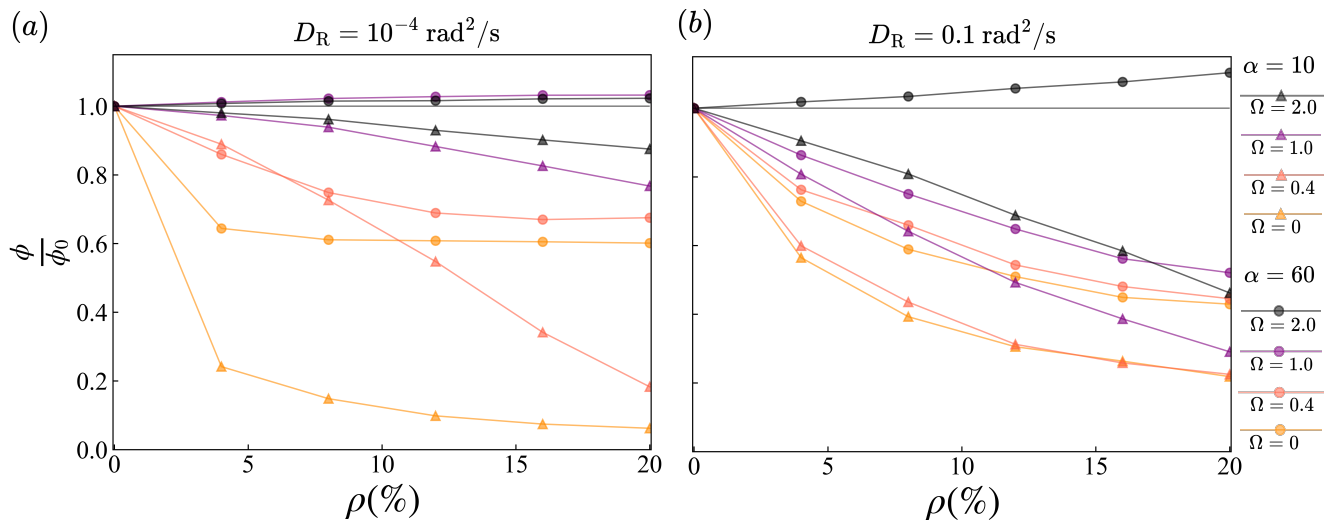 (a)
D_R = 10⁻⁴ rad²/s
ϕ/ϕ₀
1.0
0.8
0.6
0.4
0.2
0.0
0 5 10 15 20
ρ(%)
(b)
D_R = 0.1 rad²/s
0 5 10 15 20
ρ(%)
α = 10
Ω = 2.0
Ω = 1.0
Ω = 0.4
Ω = 0
α = 60
Ω = 2.0
Ω = 1.0
Ω = 0.4
Ω = 0